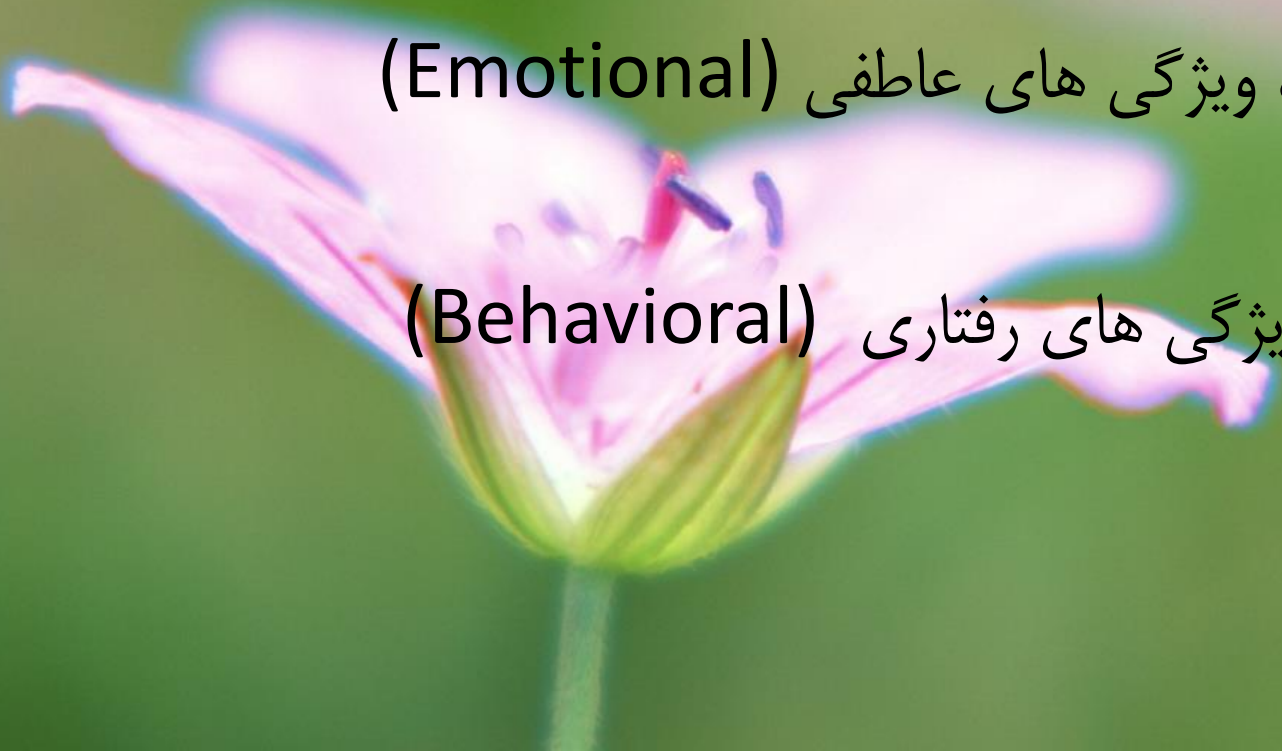 ویژگی های عاطفی (Emotional)
های رفتاری (Behavioral)